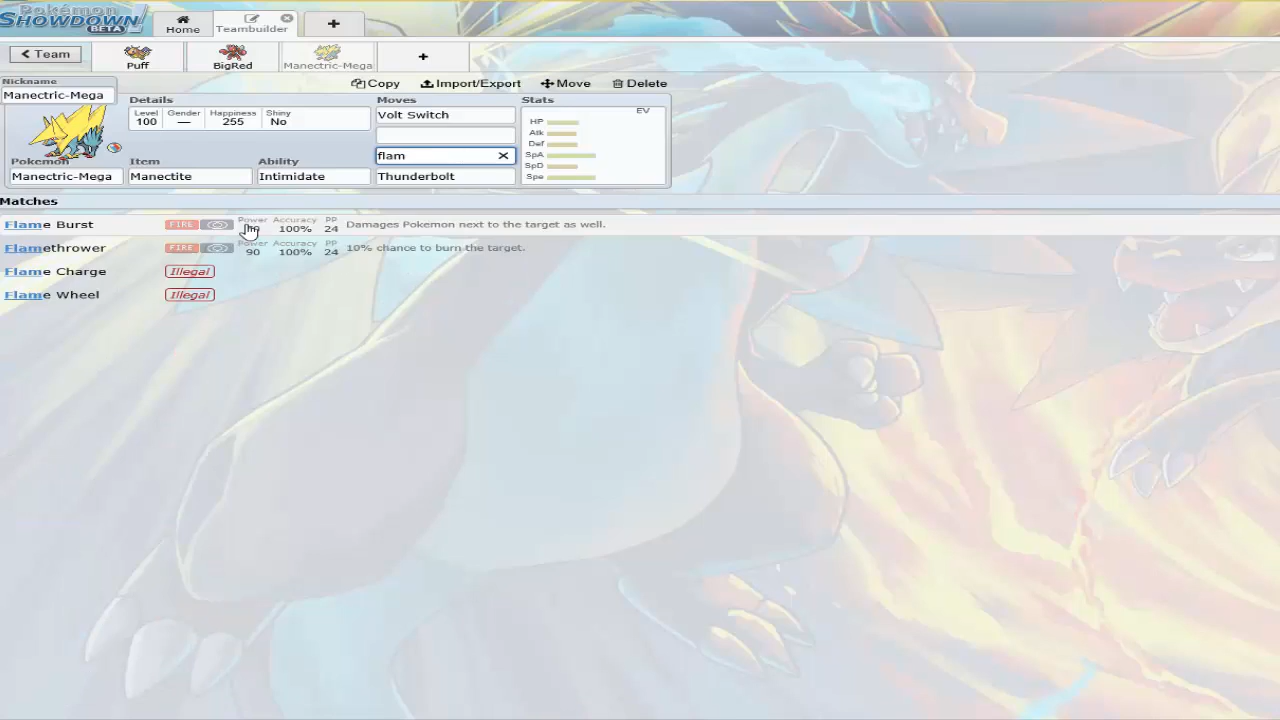 Pokémon
SHOWDOWN!
BETA
Home
Teambuilder
+
< Team
Puff
BigRed
Manectric-Mega
+
Nickname
Manectric-Mega
Copy Import/Export Move Delete
Details
Level Gender Happiness Shiny
100 — 255 No
Moves
Volt Switch
flam
Thunderbolt
Stats
EV
HP
Atk
Def
SpA
SpD
Spe
Pokemon
Manectric-Mega
Item
Manectite
Ability
Intimidate
Matches
Flame Burst FIRE Power Accuracy 100% PP 24 Damages Pokemon next to the target as well.
Flamethrower FIRE Power 90 Accuracy 100% PP 24 10% chance to burn the target.
Flame Charge Illegal
Flame Wheel Illegal